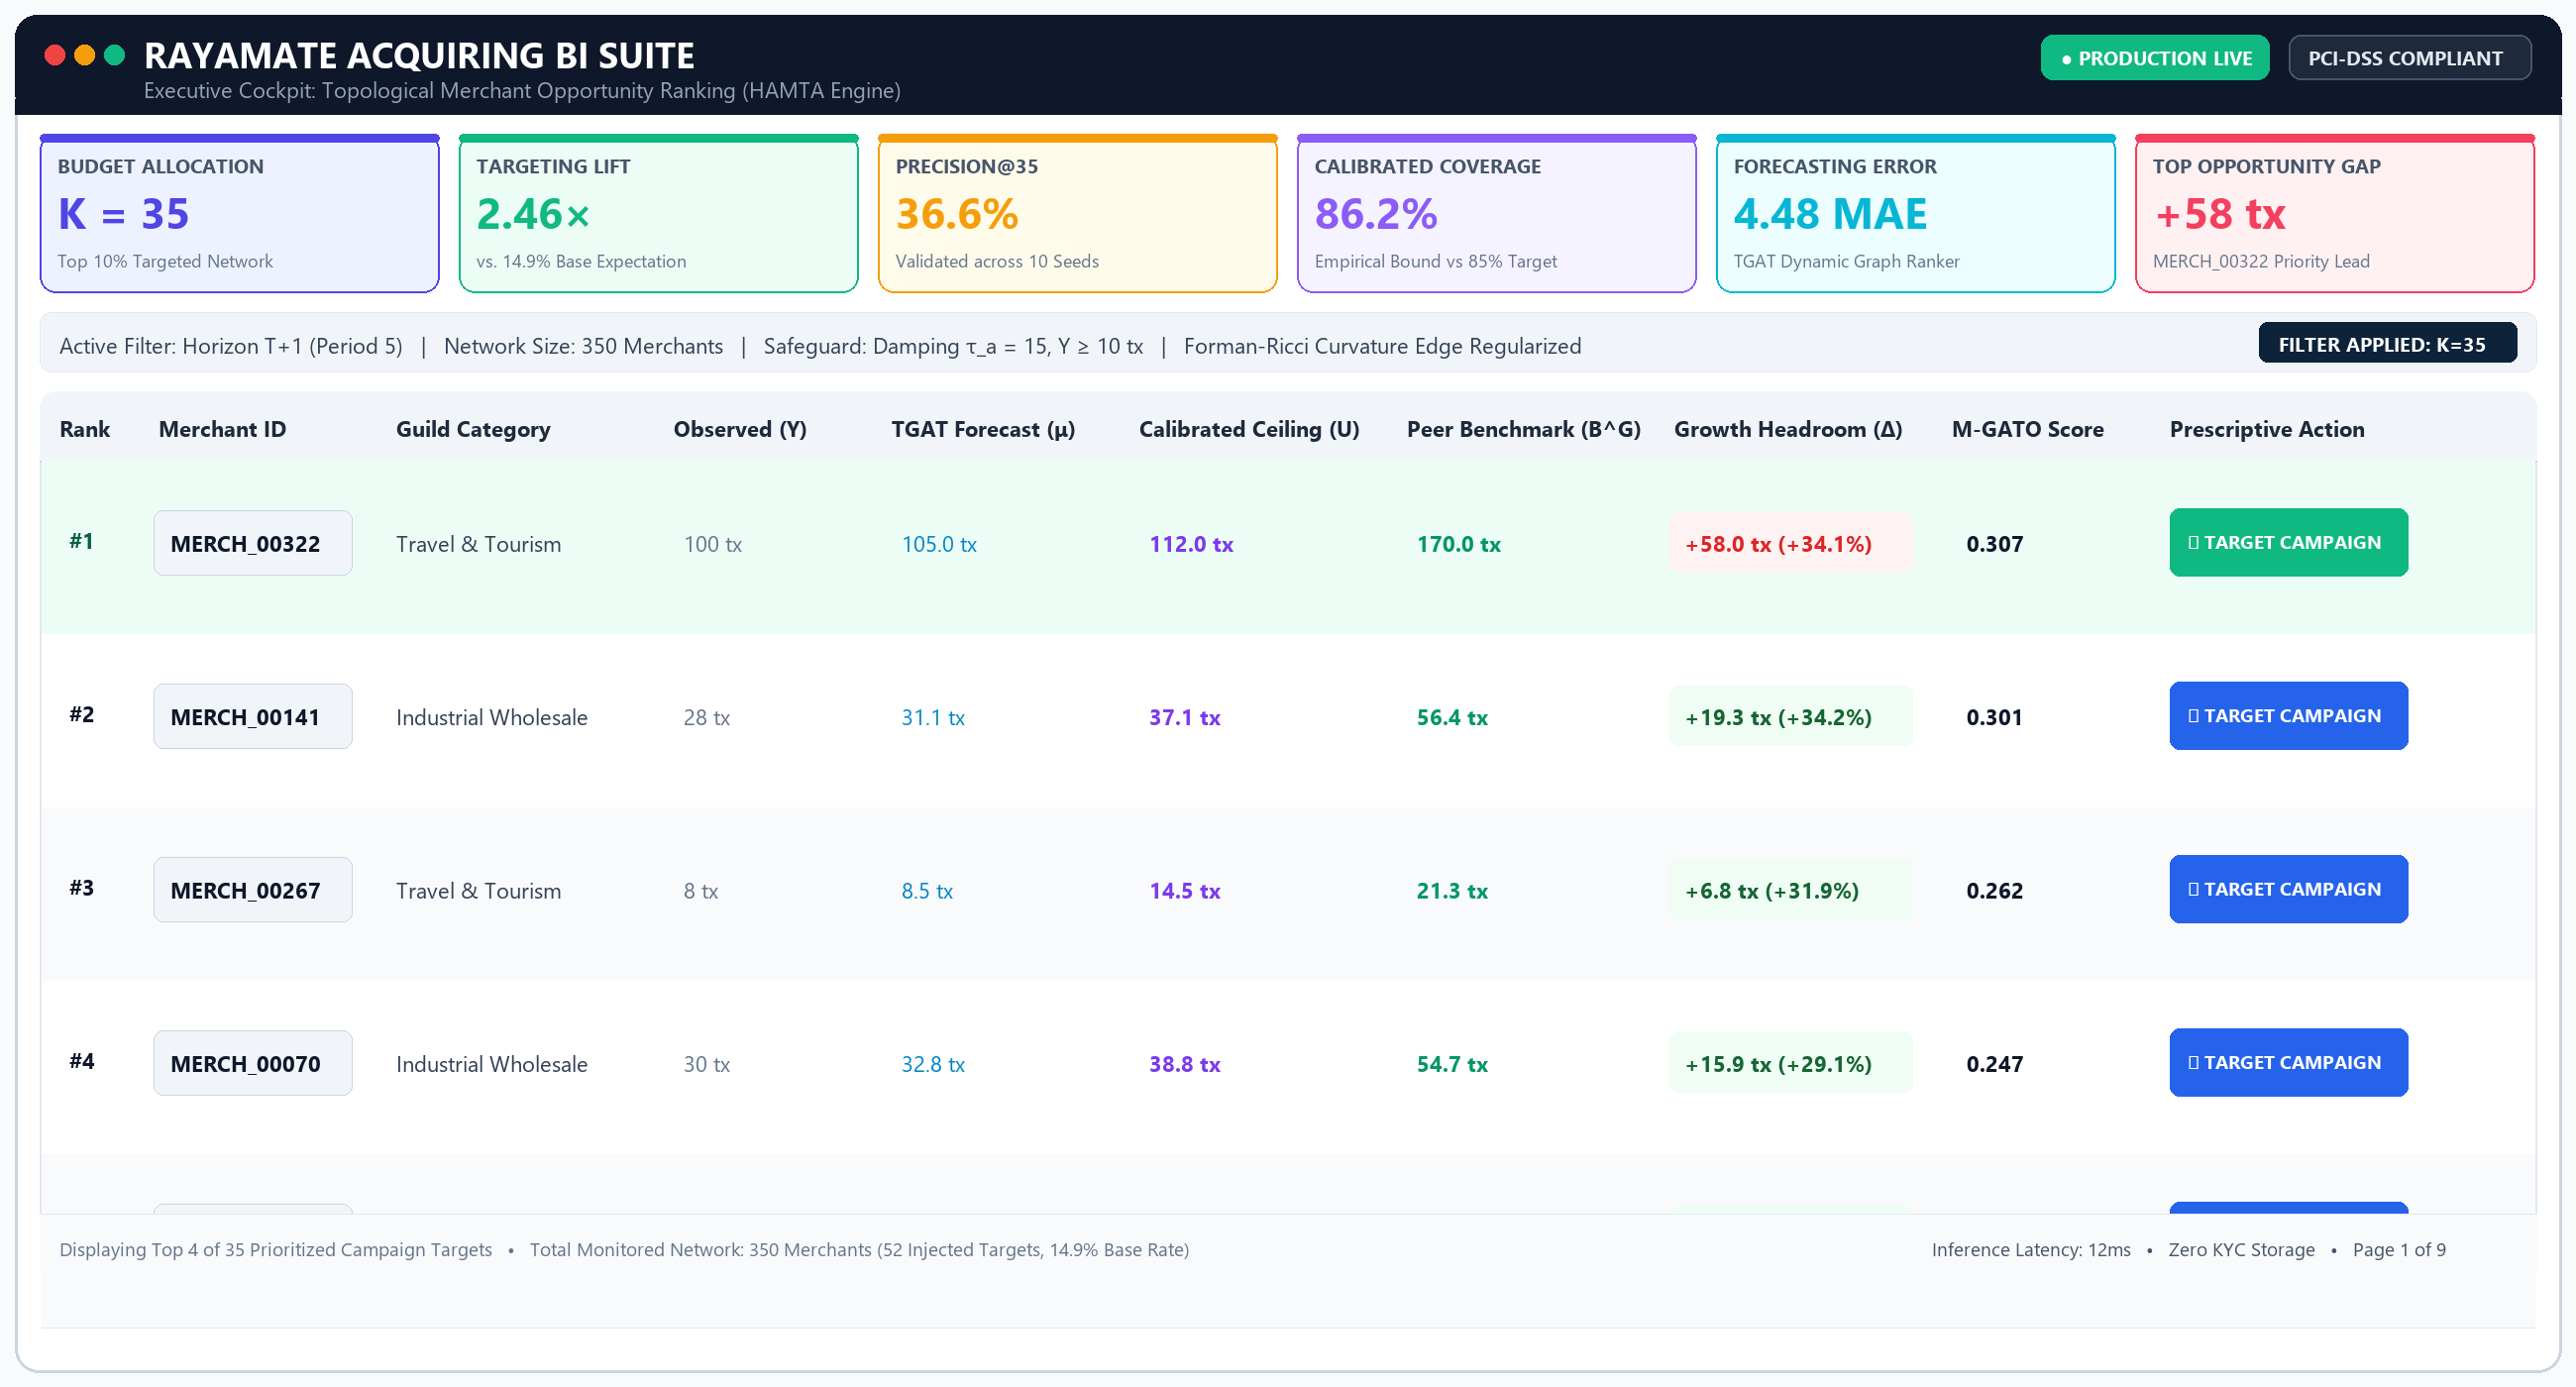 RAYAMATE ACQUIRING BI SUITE
Executive Cockpit: Topological Merchant Opportunity Ranking (HAMTA Engine)
● PRODUCTION LIVE
PCI-DSS COMPLIANT
BUDGET ALLOCATION
K = 35
Top 10% Targeted Network
TARGETING LIFT
2.46×
vs. 14.9% Base Expectation
PRECISION@35
36.6%
Validated across 10 Seeds
CALIBRATED COVERAGE
86.2%
Empirical Bound vs 85% Target
FORECASTING ERROR
4.48 MAE
TGAT Dynamic Graph Ranker
TOP OPPORTUNITY GAP
+58 tx
MERCH_00322 Priority Lead
Active Filter: Horizon T+1 (Period 5) | Network Size: 350 Merchants | Safeguard: Damping τ_a = 15, Y ≥ 10 tx | Forman-Ricci Curvature Edge Regularized
FILTER APPLIED: K=35
Rank Merchant ID Guild Category Observed (Y) TGAT Forecast (μ) Calibrated Ceiling (U) Peer Benchmark (B^G) Growth Headroom (Δ) M-GATO Score Prescriptive Action
#1 MERCH_00322 Travel & Tourism 100 tx 105.0 tx 112.0 tx 170.0 tx +58.0 tx (+34.1%) 0.307 TARGET CAMPAIGN
#2 MERCH_00141 Industrial Wholesale 28 tx 31.1 tx 37.1 tx 56.4 tx +19.3 tx (+34.2%) 0.301 TARGET CAMPAIGN
#3 MERCH_00267 Travel & Tourism 8 tx 8.5 tx 14.5 tx 21.3 tx +6.8 tx (+31.9%) 0.262 TARGET CAMPAIGN
#4 MERCH_00070 Industrial Wholesale 30 tx 32.8 tx 38.8 tx 54.7 tx +15.9 tx (+29.1%) 0.247 TARGET CAMPAIGN
Displaying Top 4 of 35 Prioritized Campaign Targets • Total Monitored Network: 350 Merchants (52 Injected Targets, 14.9% Base Rate)
Inference Latency: 12ms • Zero KYC Storage • Page 1 of 9